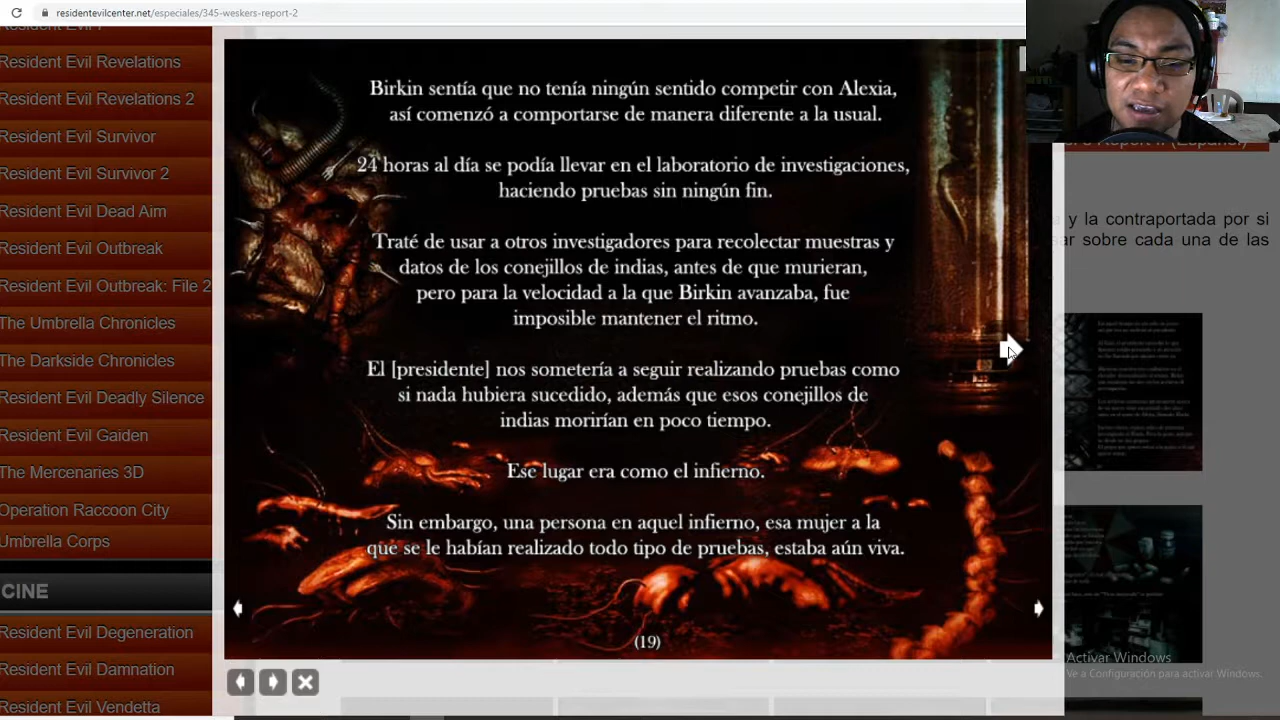 residentevilcenter.net/especiales/345-weskers-report-2
Resident Evil Revelations
Resident Evil Revelations 2
Resident Evil Survivor
Resident Evil Survivor 2
Resident Evil Dead Aim
Resident Evil Outbreak
Resident Evil Outbreak: File 2
The Umbrella Chronicles
The Darkside Chronicles
Resident Evil Deadly Silence
Resident Evil Gaiden
The Mercenaries 3D
Operation Raccoon City
Umbrella Corps
CINE
Resident Evil Degeneration
Resident Evil Damnation
Resident Evil Vendetta
Birkin sentía que no tenía ningún sentido competir con Alexia,
así comenzó a comportarse de manera diferente a la usual.
24 horas al día se podía llevar en el laboratorio de investigaciones,
haciendo pruebas sin ningún fin.
Traté de usar a otros investigadores para recolectar muestras y
datos de los conejillos de indias, antes de que murieran,
pero para la velocidad a la que Birkin avanzaba, fue
imposible mantener el ritmo.
El [presidente] nos sometería a seguir realizando pruebas como
si nada hubiera sucedido, además que esos conejillos de
indias morirían en poco tiempo.
Ese lugar era como el infierno.
Sin embargo, una persona en aquel infierno, esa mujer a la
que se le habían realizado todo tipo de pruebas, estaba aún viva.
(19)
y la contraportada por si
sobre cada una de las
Activar Windows
Ve a Configuración para activar Windows.